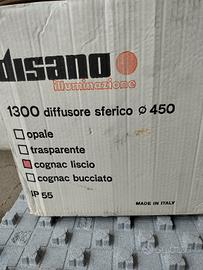 disano
illuminazione
1300 diffusore sferico ø 450
opale
trasparente
cognac liscio
cognac bucciato
IP 55
MADE IN ITALY